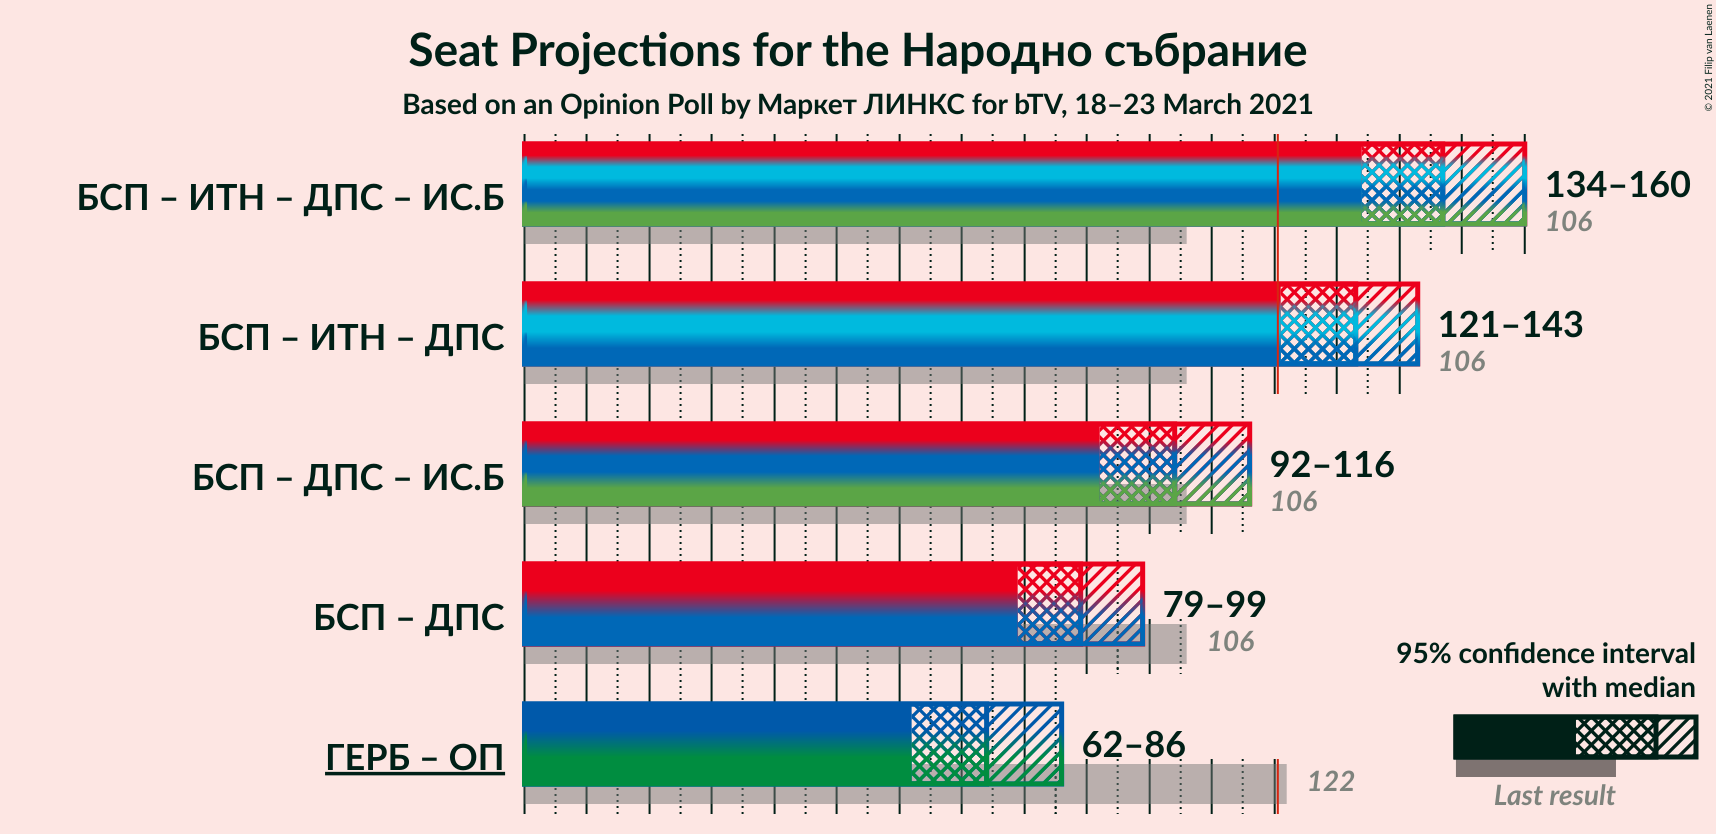 Seat Projections for the Народно събрание
Based on an Opinion Poll by Маркет ЛИНКС for bTV, 18–23 March 2021
© 2021 Filip van Laenen
БСП – ИТН – ДПС – ИС.Б
134–160
106
БСП – ИТН – ДПС
121–143
106
БСП – ДПС – ИС.Б
92–116
106
БСП – ДПС
79–99
106
ГЕРБ – ОП
62–86
122
95% confidence interval
with median
Last result